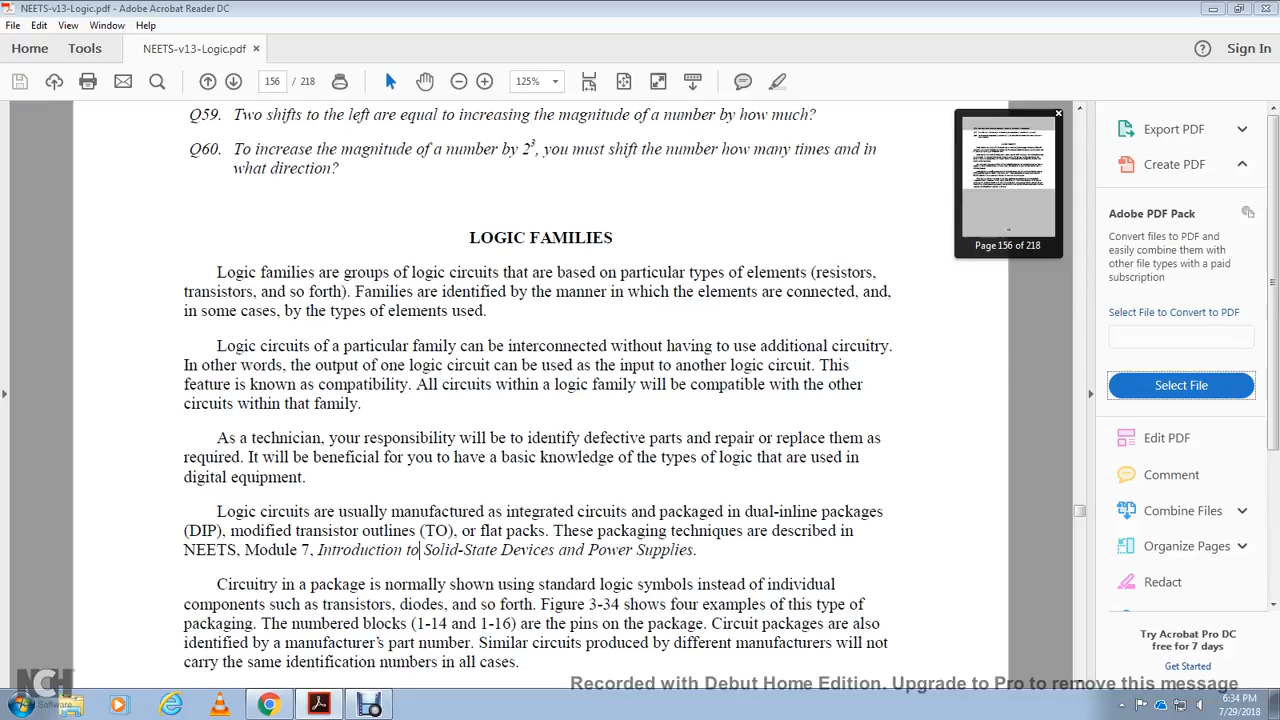 NEETS-v13-Logic.pdf - Adobe Acrobat Reader DC
File Edit View Window Help
Home Tools NEETS-v13-Logic.pdf × Sign In
156 / 218 125%
Q59. Two shifts to the left are equal to increasing the magnitude of a number by how much?
Q60. To increase the magnitude of a number by 2³, you must shift the number how many times and in
what direction?
LOGIC FAMILIES
Logic families are groups of logic circuits that are based on particular types of elements (resistors,
transistors, and so forth). Families are identified by the manner in which the elements are connected, and,
in some cases, by the types of elements used.
Logic circuits of a particular family can be interconnected without having to use additional circuitry.
In other words, the output of one logic circuit can be used as the input to another logic circuit. This
feature is known as compatibility. All circuits within a logic family will be compatible with the other
circuits within that family.
As a technician, your responsibility will be to identify defective parts and repair or replace them as
required. It will be beneficial for you to have a basic knowledge of the types of logic that are used in
digital equipment.
Logic circuits are usually manufactured as integrated circuits and packaged in dual-inline packages
(DIP), modified transistor outlines (TO), or flat packs. These packaging techniques are described in
NEETS, Module 7, Introduction to Solid-State Devices and Power Supplies.
Circuitry in a package is normally shown using standard logic symbols instead of individual
components such as transistors, diodes, and so forth. Figure 3-34 shows four examples of this type of
packaging. The numbered blocks (1-14 and 1-16) are the pins on the package. Circuit packages are also
identified by a manufacturer's part number. Similar circuits produced by different manufacturers will not
carry the same identification numbers in all cases.
Page 156 of 218
Export PDF
Create PDF
Adobe PDF Pack
Convert files to PDF and
easily combine them with
other file types with a paid
subscription
Select File to Convert to PDF
Select File
Edit PDF
Comment
Combine Files
Organize Pages
Redact
Try Acrobat Pro DC
free for 7 days
Get Started
NCH
Software
Recorded with Debut Home Edition. Upgrade to Pro to remove this message
6:34 PM
7/29/2018